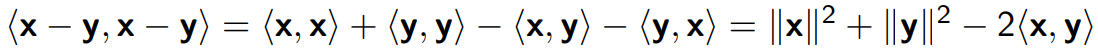 ⟨x − y, x − y⟩ = ⟨x, x⟩ + ⟨y, y⟩ − ⟨x, y⟩ − ⟨y, x⟩ = ‖x‖² + ‖y‖² − 2⟨x, y⟩